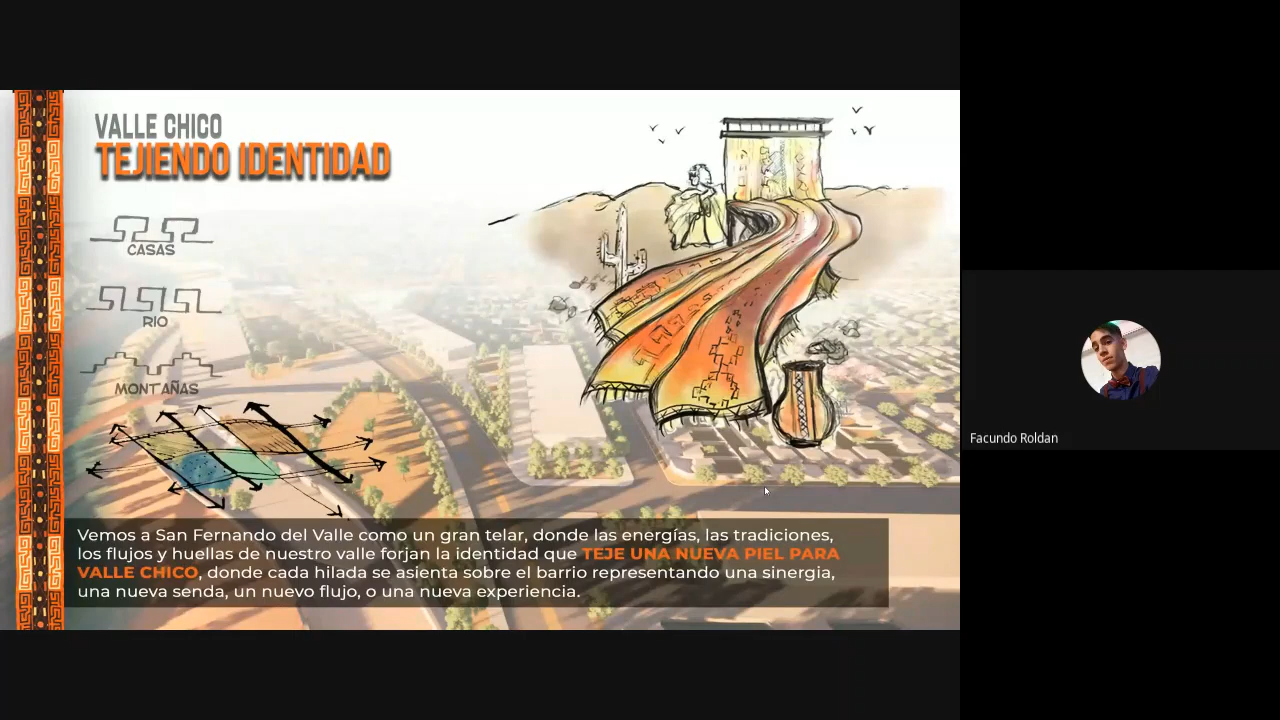 VALLE CHICO
TEJIENDO IDENTIDAD
CASAS
RIO
MONTAÑAS
Vemos a San Fernando del Valle como un gran telar, donde las energías, las tradiciones,
los flujos y huellas de nuestro valle forjan la identidad que TEJE UNA NUEVA PIEL PARA
VALLE CHICO, donde cada hilada se asienta sobre el barrio representando una sinergia,
una nueva senda, un nuevo flujo, o una nueva experiencia.
Facundo Roldan